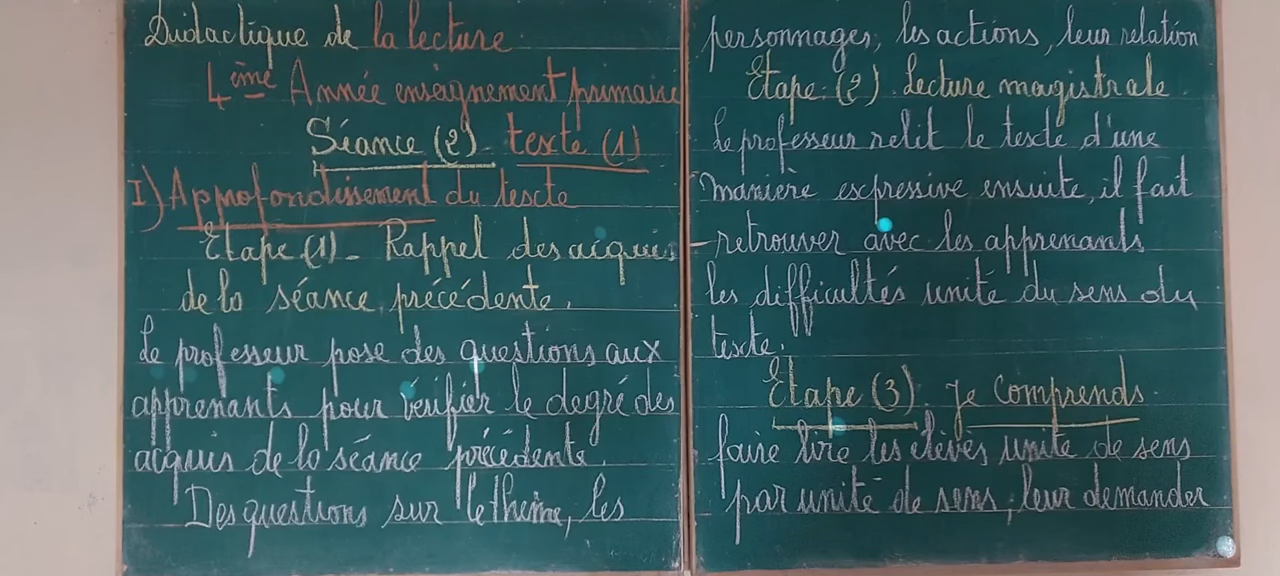 Didactique de la lecture.
4ème Année enseignement primaire
Séance (2) texte (1)
I) Approfondissement du texte
Etape (1) - Rappel des acquis
de la séance précédente.
Le professeur pose des questions aux
apprenants pour vérifier le degré des
acquis de la séance précédente.
Des questions sur le thème, les
personnages, les actions, leur relation
Etape (2) Lecture magistrale.
Le professeur relit le texte d'une
manière expressive ensuite, il fait
- retrouver avec les apprenants
les difficultés unité du sens du
texte.
Etape (3). Je Comprends.
faire lire les élèves unité de sens
par unité de sens, leur demander